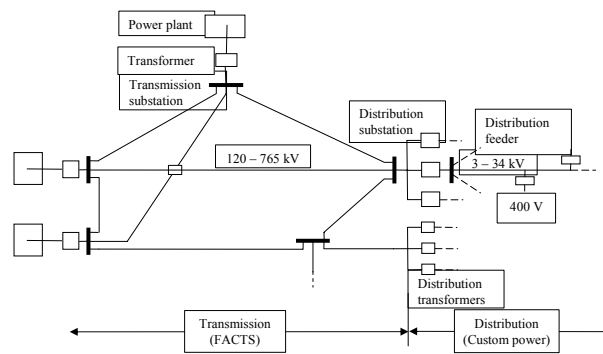 Power plant
Transformer
Transmission
substation
Distribution
substation
Distribution
feeder
120 – 765 kV
3 – 34 kV
400 V
Distribution
transformers
Transmission
(FACTS)
Distribution
(Custom power)